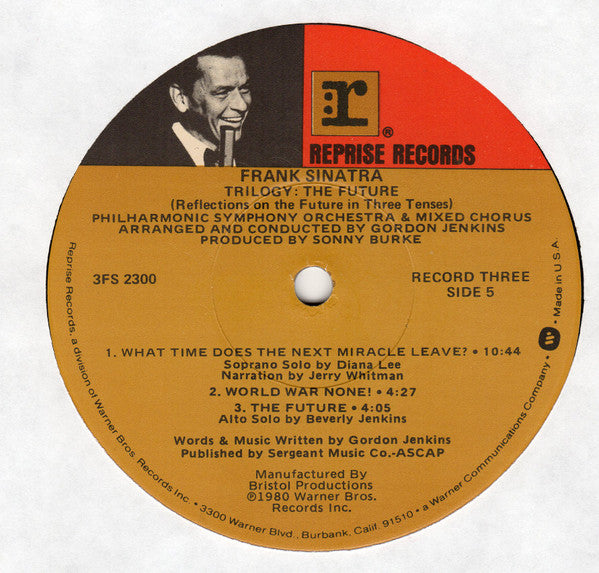 r
®
REPRISE RECORDS
FRANK SINATRA
TRILOGY: THE FUTURE
(Reflections on the Future in Three Tenses)
PHILHARMONIC SYMPHONY ORCHESTRA & MIXED CHORUS
ARRANGED AND CONDUCTED BY GORDON JENKINS
PRODUCED BY SONNY BURKE
3FS 2300
RECORD THREE
SIDE 5
1. WHAT TIME DOES THE NEXT MIRACLE LEAVE? • 10:44
Soprano Solo by Diana Lee
Narration by Jerry Whitman
2. WORLD WAR NONE! • 4:27
3. THE FUTURE • 4:05
Alto Solo by Beverly Jenkins
Words & Music Written by Gordon Jenkins
Published by Sergeant Music Co.-ASCAP
Manufactured By
Bristol Productions
℗1980 Warner Bros.
Records Inc.
Reprise Records, a division of Warner Bros. Records Inc. • 3300 Warner Blvd., Burbank, Calif. 91510 • a Warner Communications Company • Made in U.S.A.